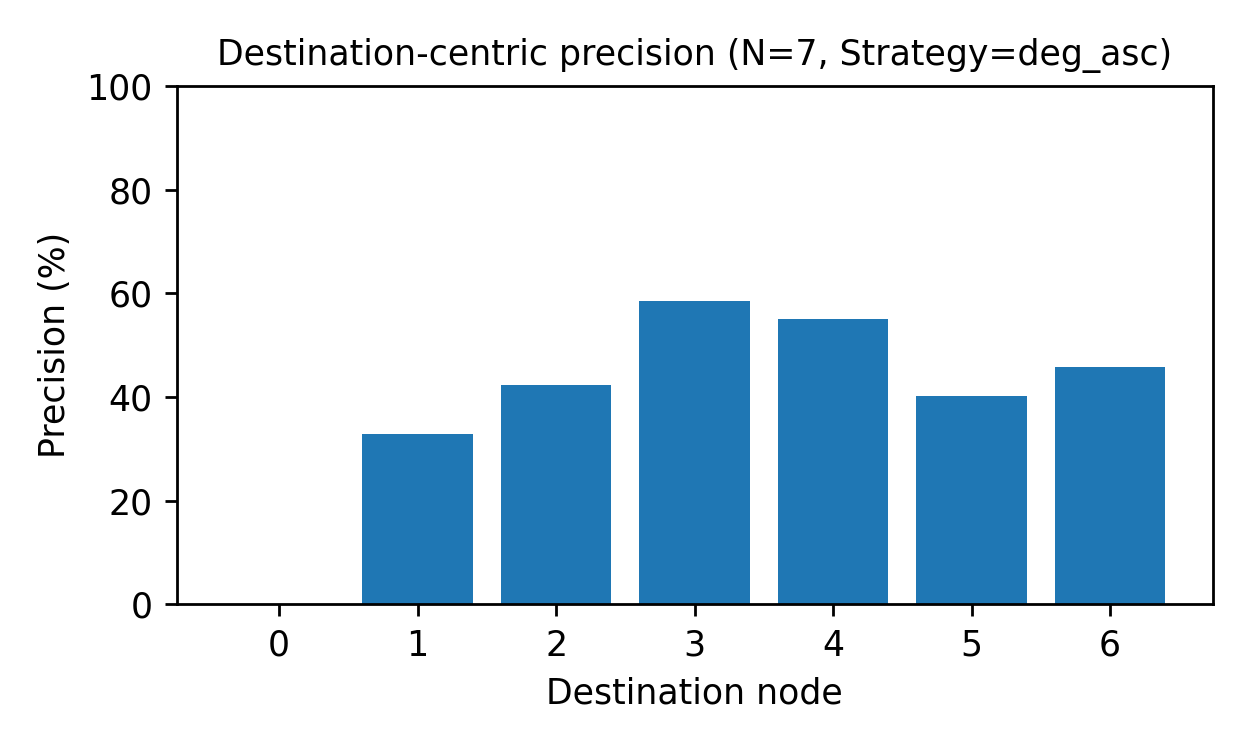 Destination-centric precision (N=7, Strategy=deg_asc)
100
80
60
40
20
0
Precision (%)
0 1 2 3 4 5 6
Destination node